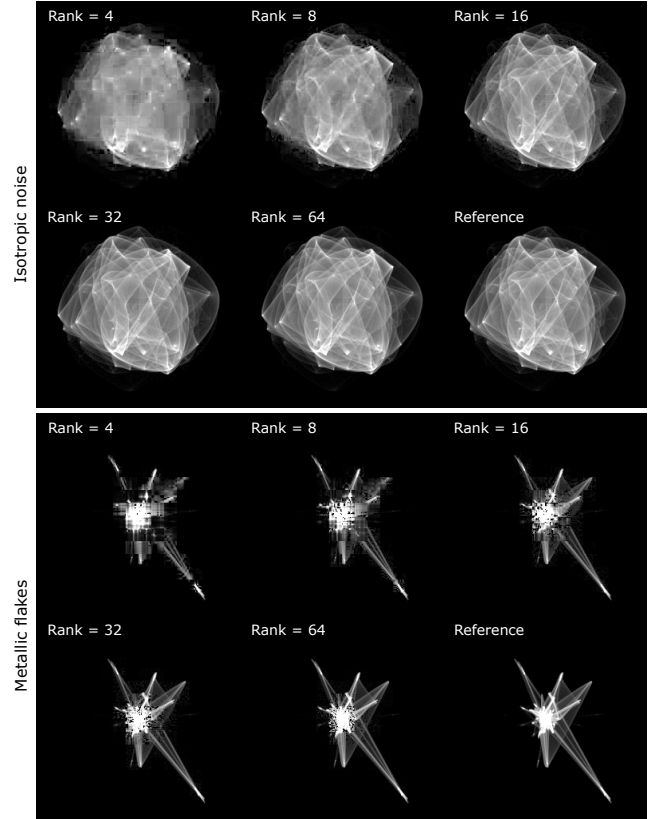 Isotropic noise
Rank = 4
Rank = 8
Rank = 16
Rank = 32
Rank = 64
Reference
Metallic flakes
Rank = 4
Rank = 8
Rank = 16
Rank = 32
Rank = 64
Reference